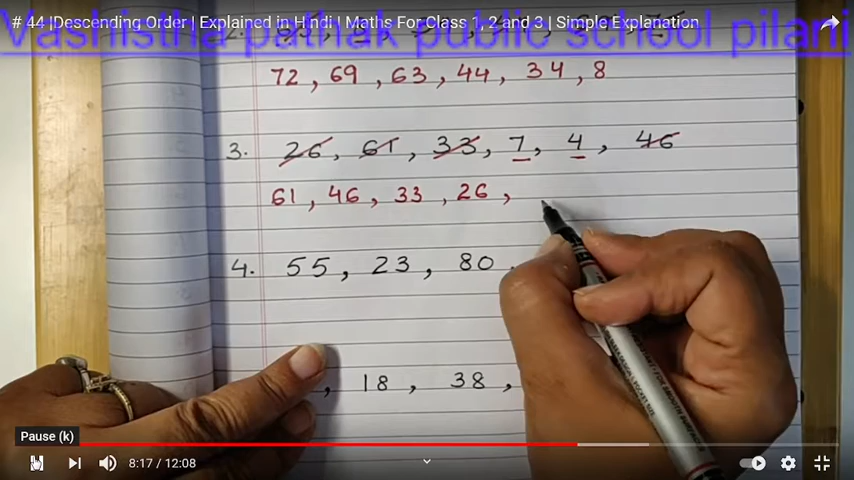 # 44 |Descending Order | Explained in Hindi | Maths For Class 1, 2 and 3 | Simple Explanation
Vashistha pathak public school pilani
72, 69, 63, 44, 34, 8
3. 26, 61, 33, 7, 4, 46
61, 46, 33, 26,
4. 55, 23, 80
, 18, 38,
Pause (k)
8:17 / 12:08